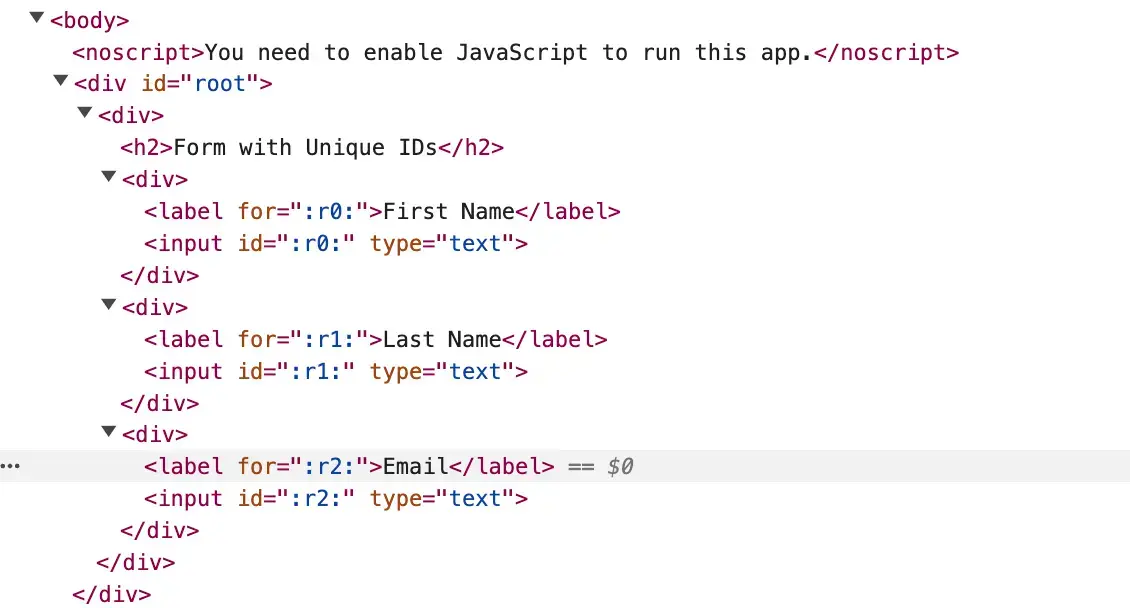 <body>
<noscript>You need to enable JavaScript to run this app.</noscript>
<div id="root">
<div>
<h2>Form with Unique IDs</h2>
<div>
<label for=":r0:">First Name</label>
<input id=":r0:" type="text">
</div>
<div>
<label for=":r1:">Last Name</label>
<input id=":r1:" type="text">
</div>
<div>
<label for=":r2:">Email</label> == $0
<input id=":r2:" type="text">
</div>
</div>
</div>